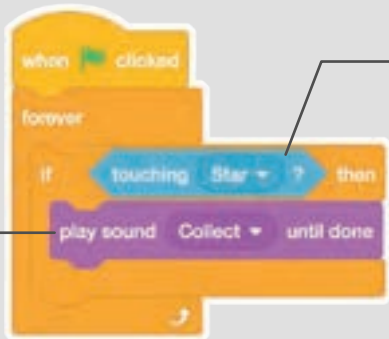 when clicked
forever
if touching Star ? then
play sound Collect until done